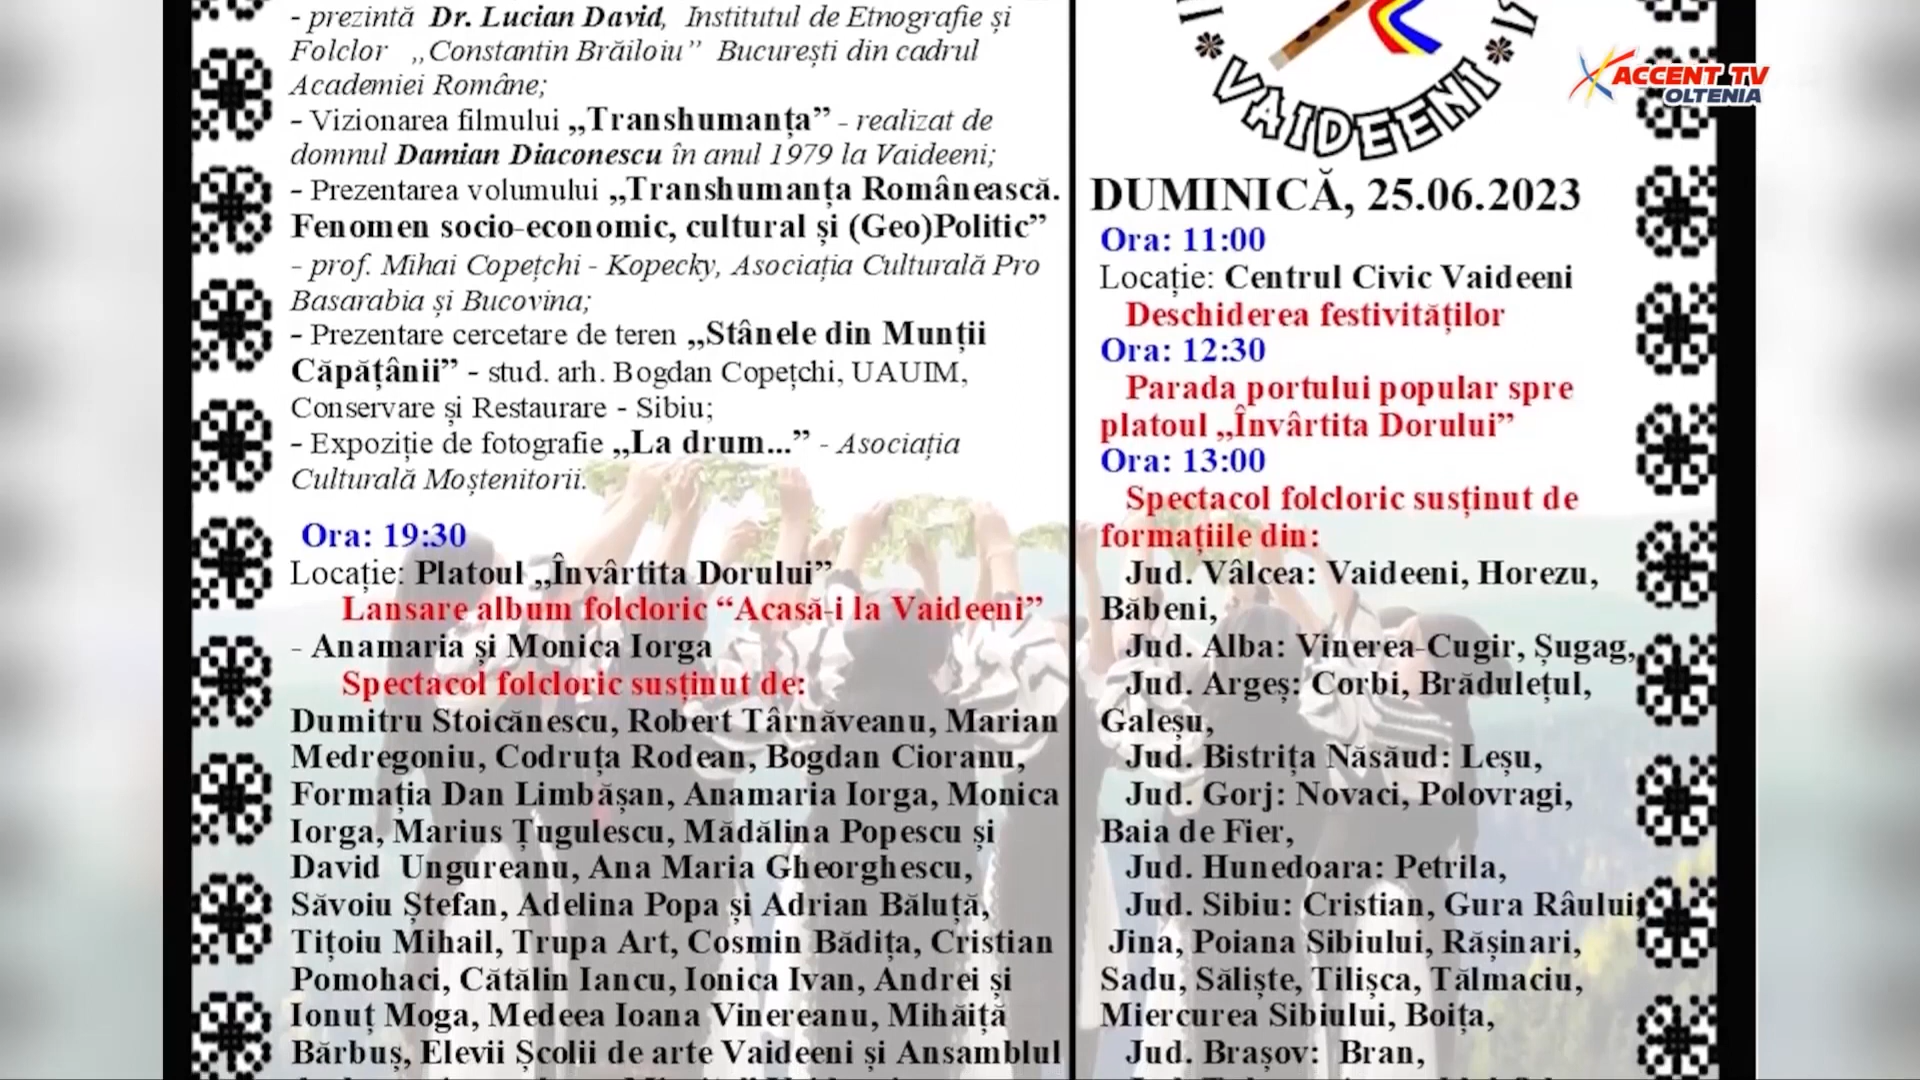 - prezintă Dr. Lucian David, Institutul de Etnografie și
Folclor „Constantin Brăiloiu” București din cadrul
Academiei Române;
- Vizionarea filmului „Transhumanța” - realizat de
domnul Damian Diaconescu în anul 1979 la Vaideeni;
- Prezentarea volumului „Transhumanța Românească.
Fenomen socio-economic, cultural și (Geo)Politic”
- prof. Mihai Copețchi - Kopecky, Asociația Culturală Pro
Basarabia și Bucovina;
- Prezentare cercetare de teren „Stânele din Munții
Căpățânii” - stud. arh. Bogdan Copețchi, UAUIM,
Conservare și Restaurare - Sibiu;
- Expoziție de fotografie „La drum...” - Asociația
Culturală Moștenitorii.
Ora: 19:30
Locație: Platoul „Învârtita Dorului”
Lansare album folcloric “Acasă-i la Vaideeni”
- Anamaria și Monica Iorga
Spectacol folcloric susținut de:
Dumitru Stoicănescu, Robert Târnăveanu, Marian
Medregoniu, Codruța Rodean, Bogdan Cioranu,
Formația Dan Limbășan, Anamaria Iorga, Monica
Iorga, Marius Țugulescu, Mădălina Popescu și
David Ungureanu, Ana Maria Gheorghescu,
Săvoiu Ștefan, Adelina Popa și Adrian Băluță,
Tițoiu Mihail, Trupa Art, Cosmin Bădița, Cristian
Pomohaci, Cătălin Iancu, Ionica Ivan, Andrei și
Ionuț Moga, Medeea Ioana Vinereanu, Mihăiță
Bărbuș, Elevii Școlii de arte Vaideeni și Ansamblul
* VAIDEENI *
DUMINICĂ, 25.06.2023
Ora: 11:00
Locație: Centrul Civic Vaideeni
Deschiderea festivităților
Ora: 12:30
Parada portului popular spre
platoul „Învârtita Dorului”
Ora: 13:00
Spectacol folcloric susținut de
formațiile din:
Jud. Vâlcea: Vaideeni, Horezu,
Băbeni,
Jud. Alba: Vinerea-Cugir, Șugag,
Jud. Argeș: Corbi, Brădulețul,
Galeșu,
Jud. Bistrița Năsăud: Leșu,
Jud. Gorj: Novaci, Polovragi,
Baia de Fier,
Jud. Hunedoara: Petrila,
Jud. Sibiu: Cristian, Gura Râului,
Jina, Poiana Sibiului, Rășinari,
Sadu, Săliște, Tilișca, Tălmaciu,
Miercurea Sibiului, Boița,
Jud. Brașov: Bran,
ACCENT TV
OLTENIA